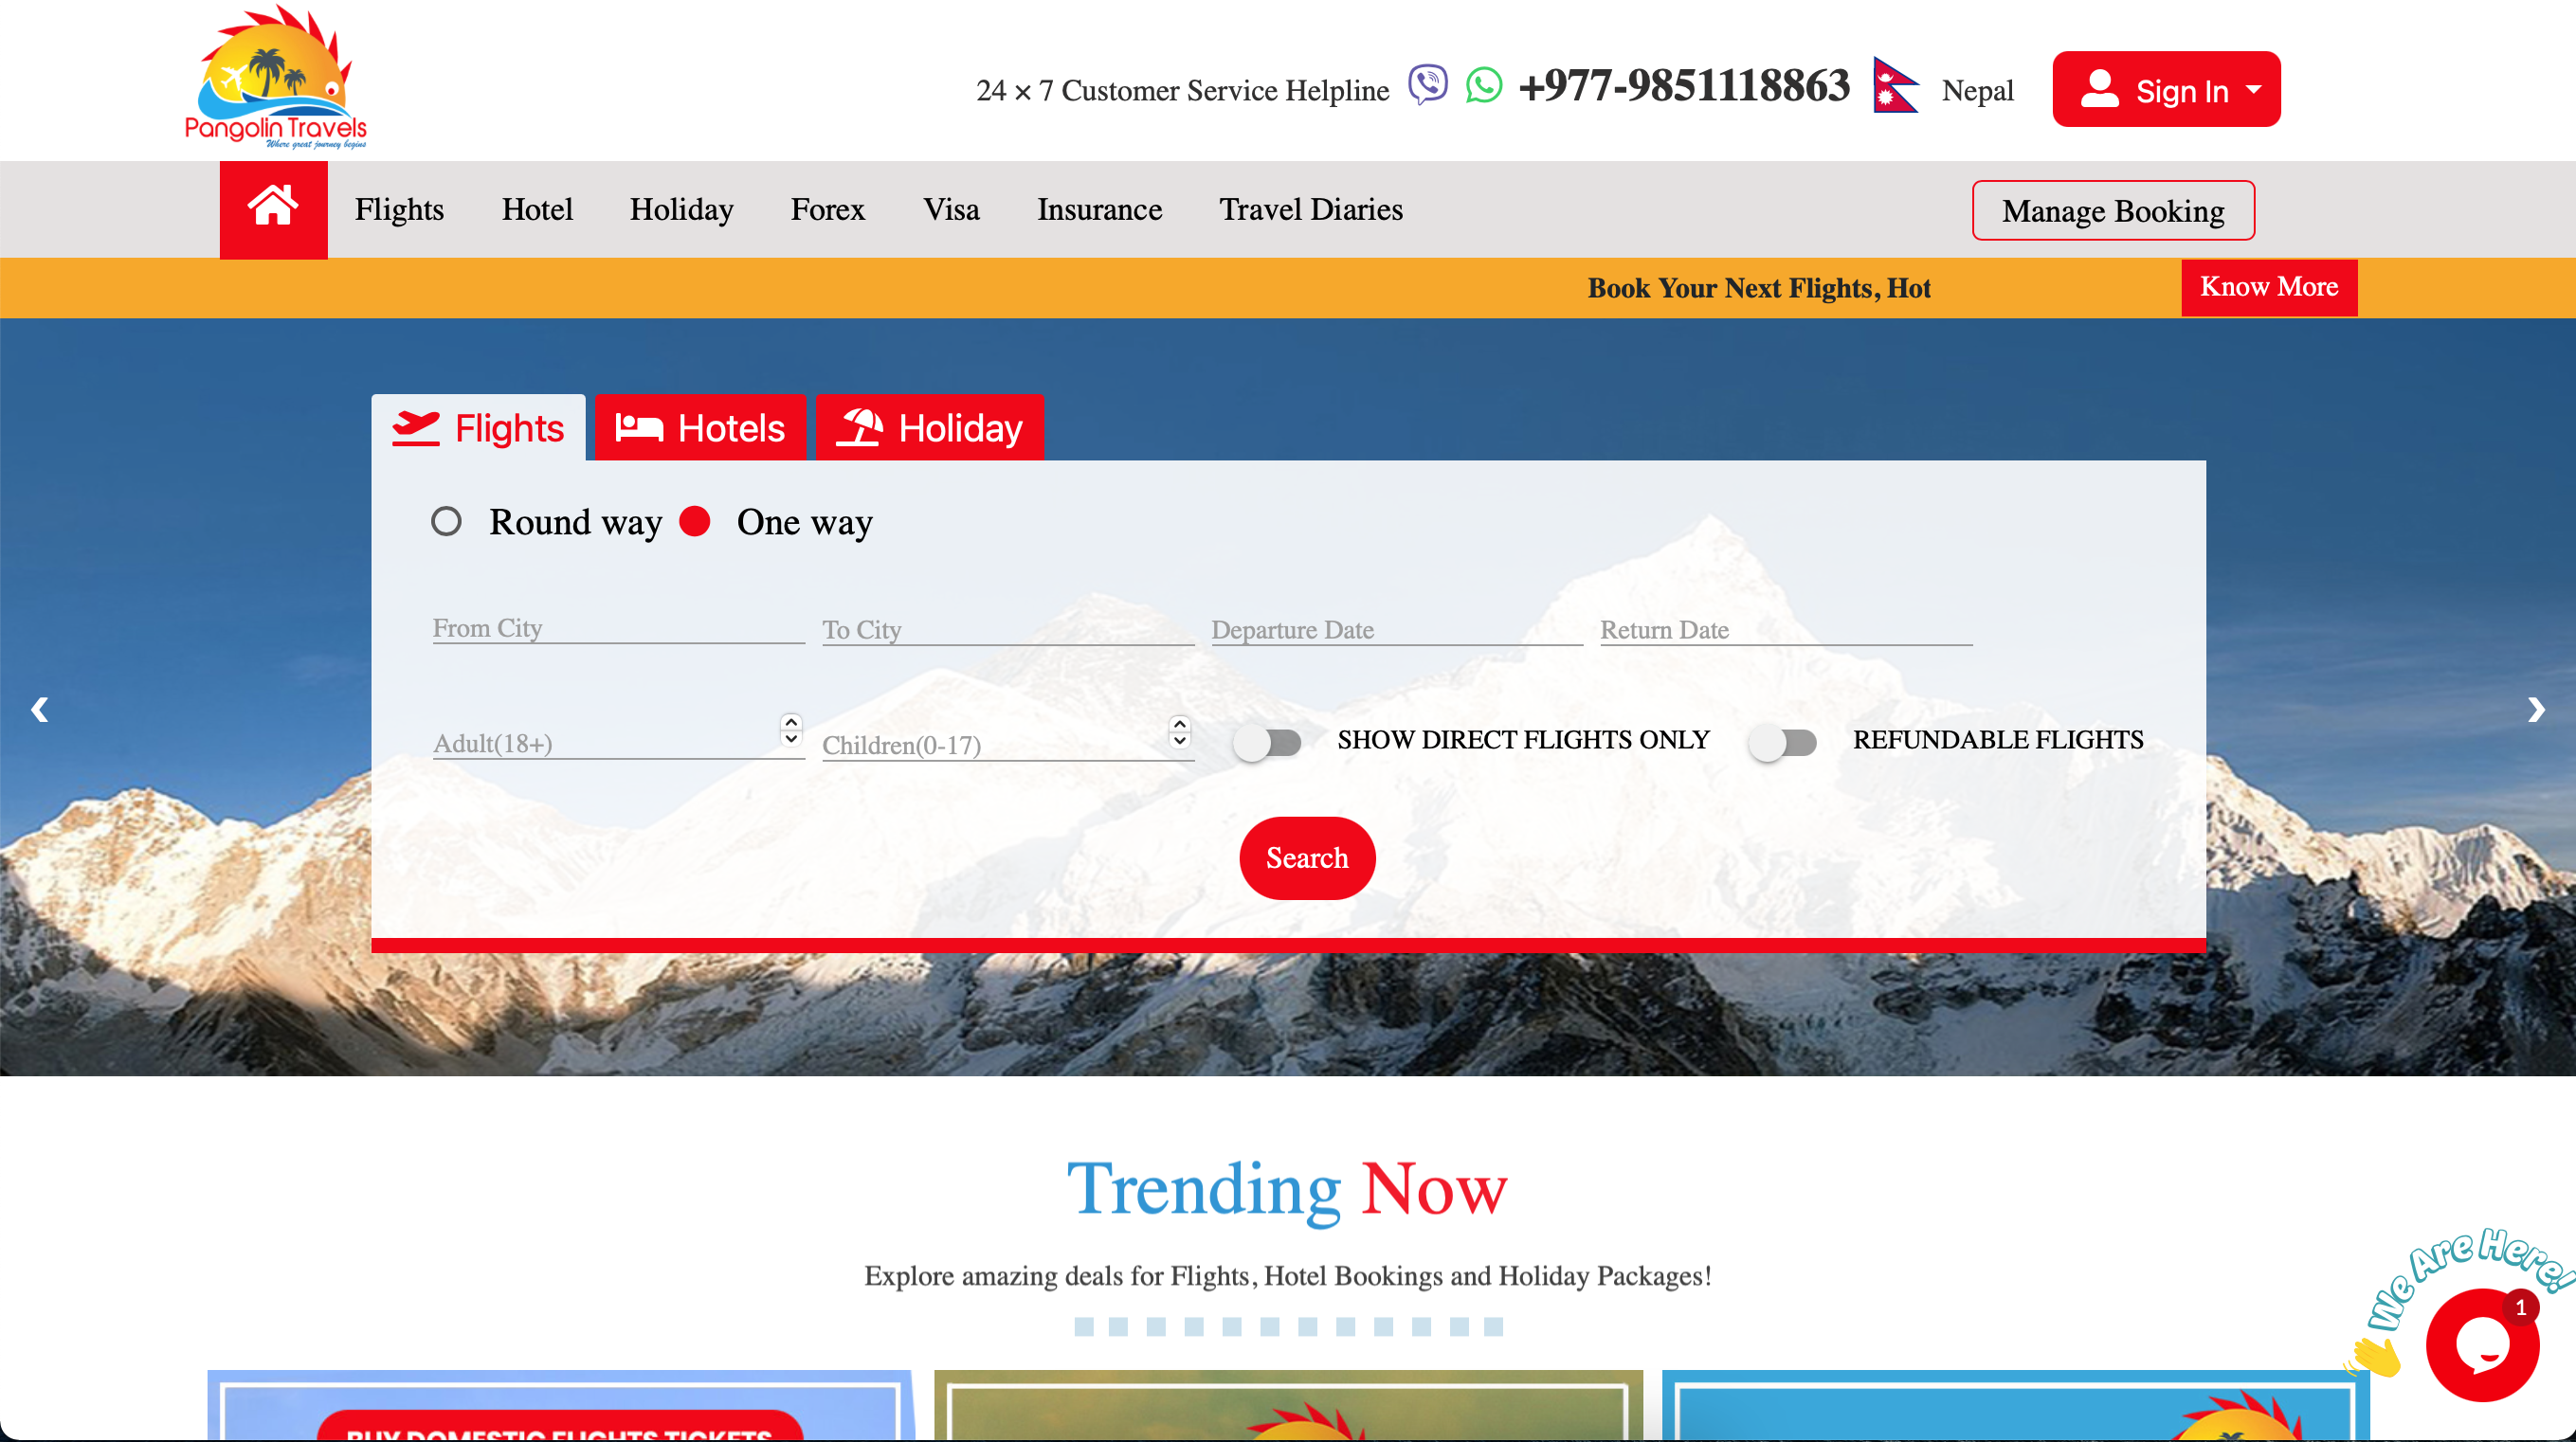 Pangolin Travels
Where great journey begins
24 × 7 Customer Service Helpline +977-9851118863 Nepal Sign In
Flights Hotel Holiday Forex Visa Insurance Travel Diaries Manage Booking
Book Your Next Flights, Hot Know More
Flights Hotels Holiday
Round way One way
From City To City Departure Date Return Date
Adult(18+) Children(0-17) SHOW DIRECT FLIGHTS ONLY REFUNDABLE FLIGHTS
Search
Trending Now
Explore amazing deals for Flights, Hotel Bookings and Holiday Packages!
We Are Here!
1
BUY DOMESTIC FLIGHTS TICKETS